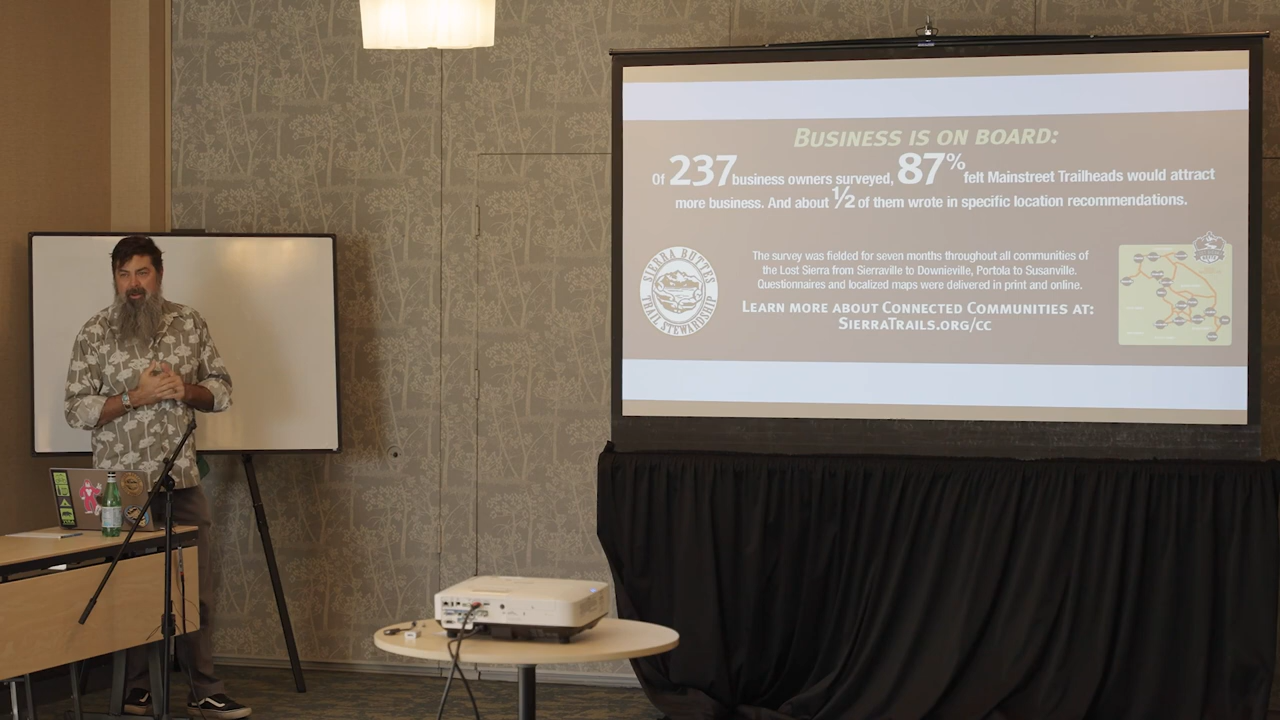 BUSINESS IS ON BOARD:
Of 237 business owners surveyed, 87% felt Mainstreet Trailheads would attract
more business. And about ½ of them wrote in specific location recommendations.
The survey was fielded for seven months throughout all communities of
the Lost Sierra from Sierraville to Downieville, Portola to Susanville.
Questionnaires and localized maps were delivered in print and online.
LEARN MORE ABOUT CONNECTED COMMUNITIES AT:
SIERRATRAILS.ORG/CC
SIERRA BUTTES
TRAIL STEWARDSHIP